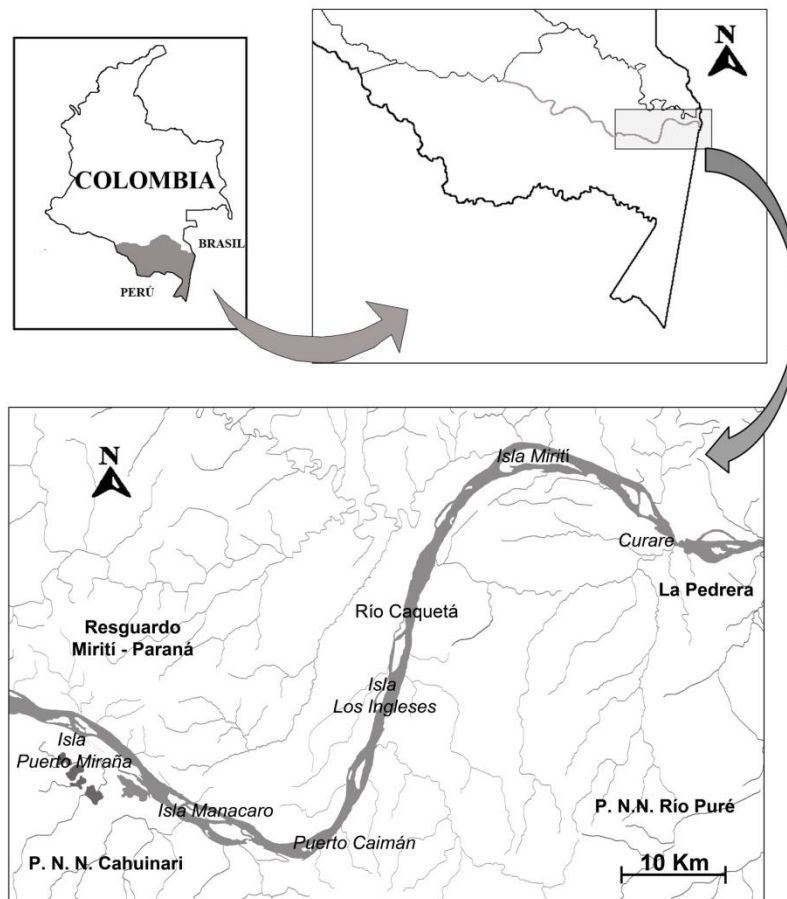 COLOMBIA
BRASIL
PERÚ
N
N
Isla Mirití
Curare
La Pedrera
Río Caquetá
Resguardo
Mirití - Paraná
Isla
Los Ingleses
Isla
Puerto Miraña
Isla Manacaro
P. N.N. Río Puré
Puerto Caimán
P. N. N. Cahuinari
10 Km